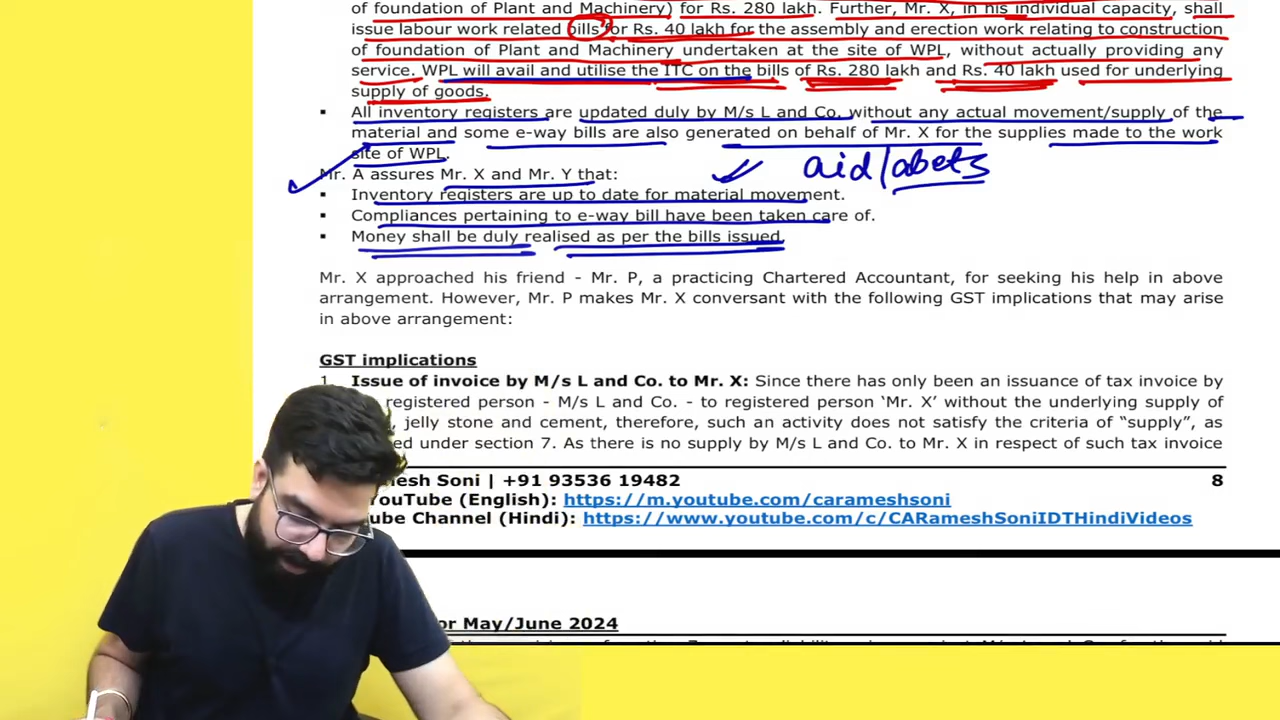 of foundation of Plant and Machinery) for Rs. 280 lakh. Further, Mr. X, in his individual capacity, shall
issue labour work related bills for Rs. 40 lakh for the assembly and erection work relating to construction
of foundation of Plant and Machinery undertaken at the site of WPL, without actually providing any
service. WPL will avail and utilise the ITC on the bills of Rs. 280 lakh and Rs. 40 lakh used for underlying
supply of goods.
▪ All inventory registers are updated duly by M/s L and Co. without any actual movement/supply of the
material and some e-way bills are also generated on behalf of Mr. X for the supplies made to the work
site of WPL.
aid/abets
Mr. A assures Mr. X and Mr. Y that:
▪ Inventory registers are up to date for material movement.
▪ Compliances pertaining to e-way bill have been taken care of.
▪ Money shall be duly realised as per the bills issued.
Mr. X approached his friend - Mr. P, a practicing Chartered Accountant, for seeking his help in above
arrangement. However, Mr. P makes Mr. X conversant with the following GST implications that may arise
in above arrangement:
GST implications
1. Issue of invoice by M/s L and Co. to Mr. X: Since there has only been an issuance of tax invoice by
registered person - M/s L and Co. - to registered person ‘Mr. X’ without the underlying supply of
jelly stone and cement, therefore, such an activity does not satisfy the criteria of “supply”, as
under section 7. As there is no supply by M/s L and Co. to Mr. X in respect of such tax invoice
Soni | +91 93536 19482 8
YouTube (English): https://m.youtube.com/carameshsoni
Channel (Hindi): https://www.youtube.com/c/CARameshSoniIDTHindiVideos
May/June 2024